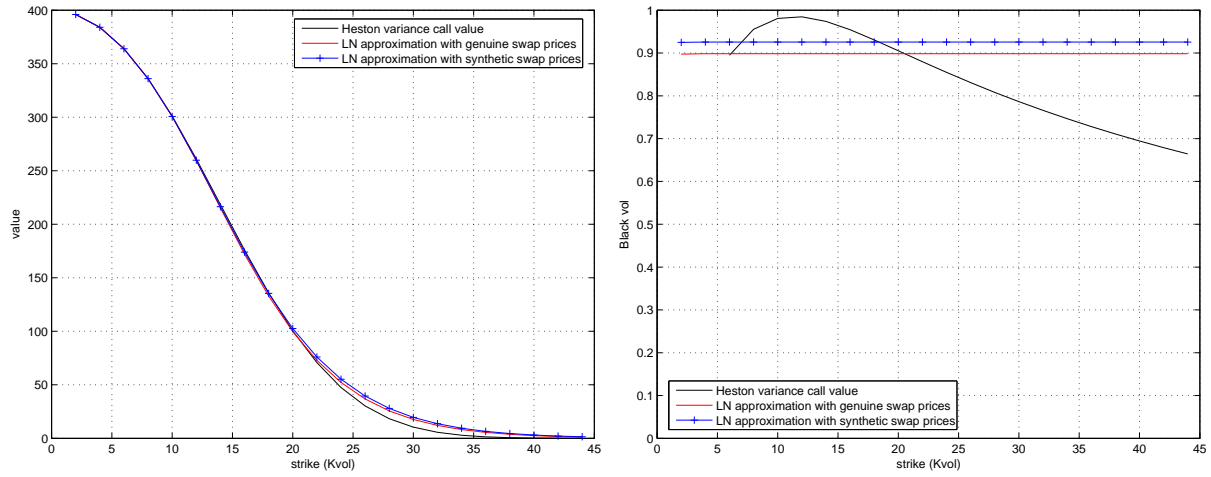 400
350
300
250
200
150
100
50
0
value
0 5 10 15 20 25 30 35 40 45
strike (Kvol)
Heston variance call value
LN approximation with genuine swap prices
LN approximation with synthetic swap prices
1
0.9
0.8
0.7
0.6
0.5
0.4
0.3
0.2
0.1
0
Black vol
0 5 10 15 20 25 30 35 40 45
strike (Kvol)
Heston variance call value
LN approximation with genuine swap prices
LN approximation with synthetic swap prices